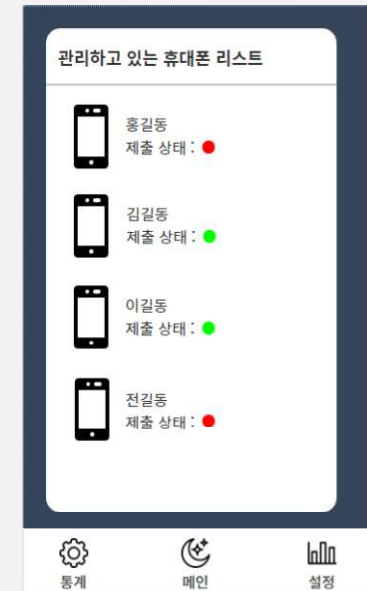 관리하고 있는 휴대폰 리스트
홍길동
제출 상태 :
김길동
제출 상태 :
이길동
제출 상태 :
전길동
제출 상태 :
통계 메인 설정